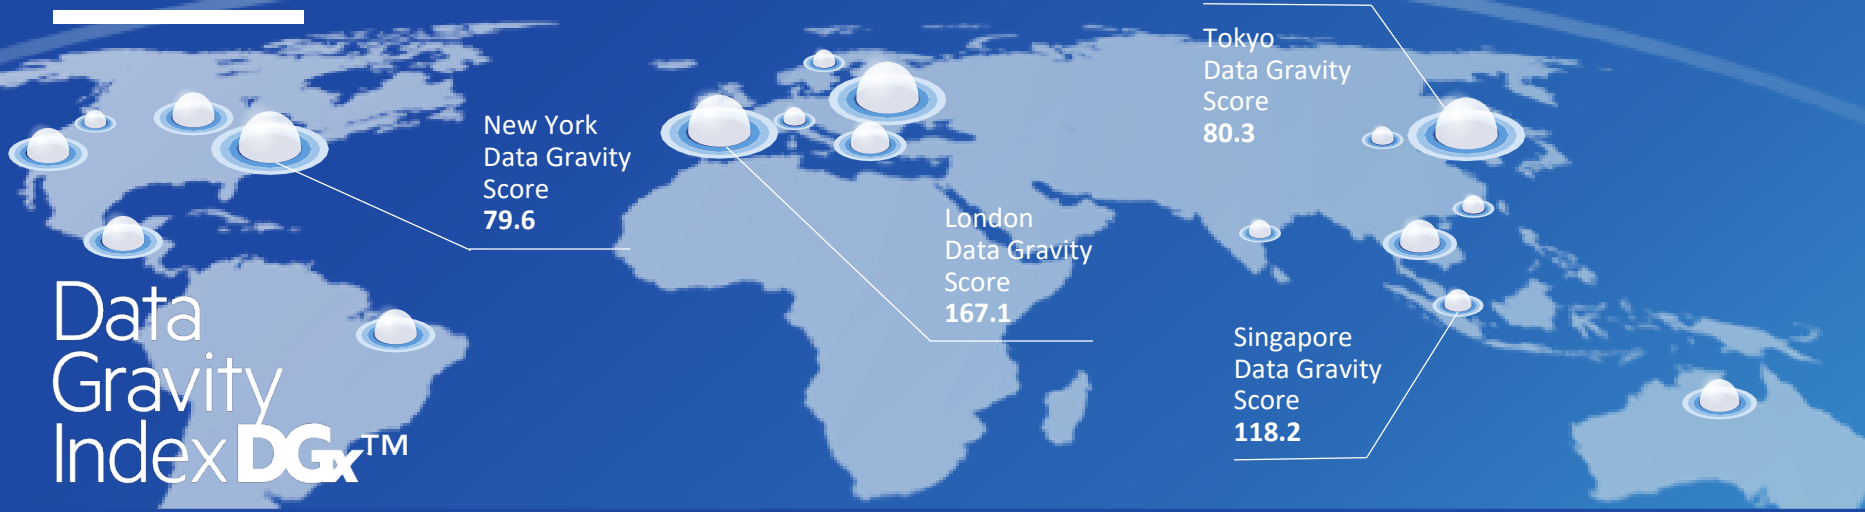 New York
Data Gravity
Score
79.6
London
Data Gravity
Score
167.1
Tokyo
Data Gravity
Score
80.3
Singapore
Data Gravity
Score
118.2
Data
Gravity
Index DGx™